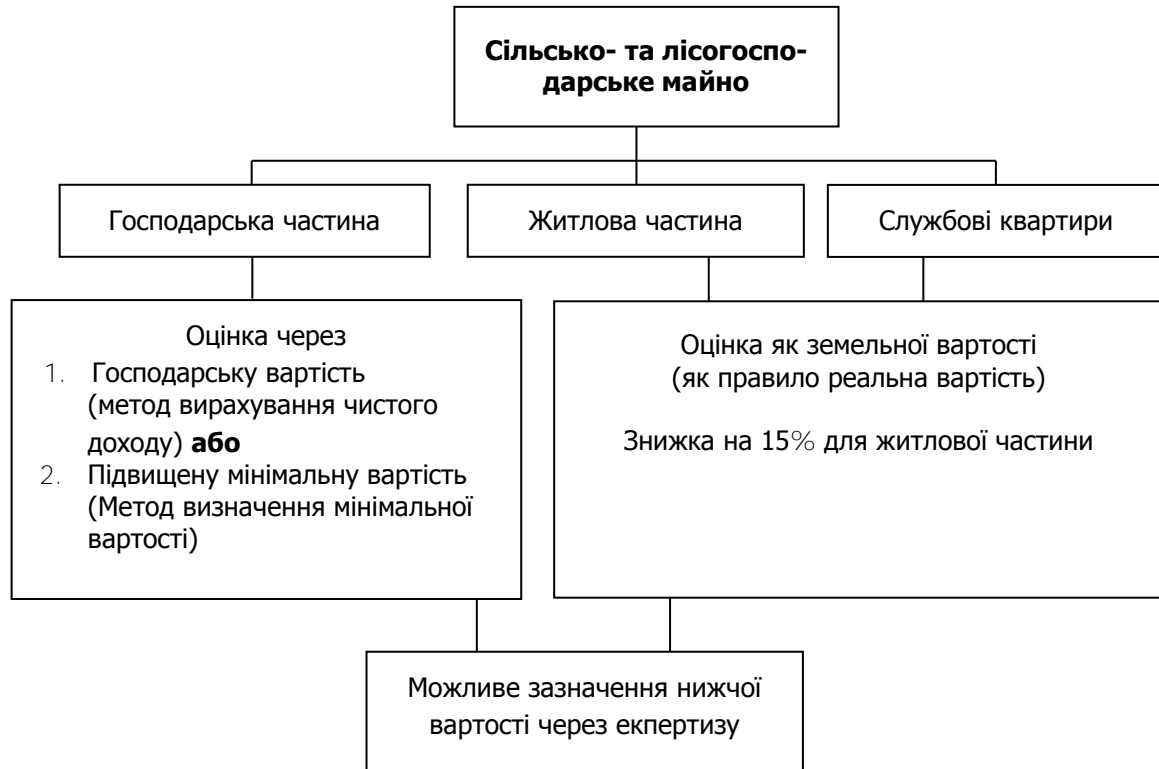 Сільсько- та лісогоспо-
дарське майно
Господарська частина
Житлова частина
Службові квартири
Оцінка через
1. Господарську вартість
(метод вирахування чистого
доходу) або
2. Підвищену мінімальну вартість
(Метод визначення мінімальної
вартості)
Оцінка як земельної вартості
(як правило реальна вартість)
Знижка на 15% для житлової частини
Можливе зазначення нижчої
вартості через екпертизу